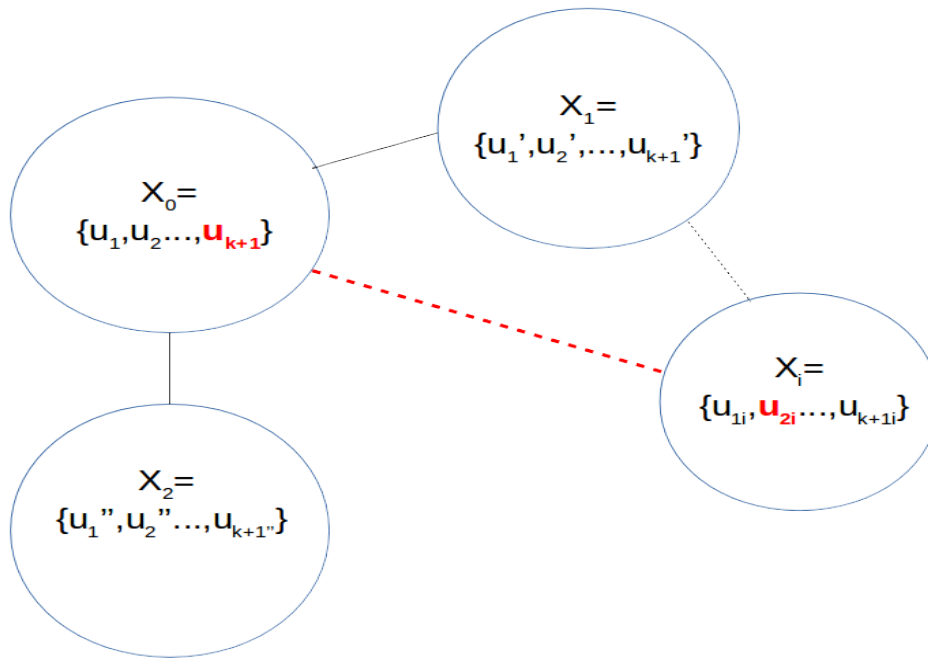 X₁=
{u₁’,u₂’,...,uₖ₊₁’}
X₀=
{u₁,u₂...,uₖ₊₁}
Xᵢ=
{u₁ᵢ,u₂ᵢ...,uₖ₊₁ᵢ}
X₂=
{u₁”,u₂”...,uₖ₊₁”}